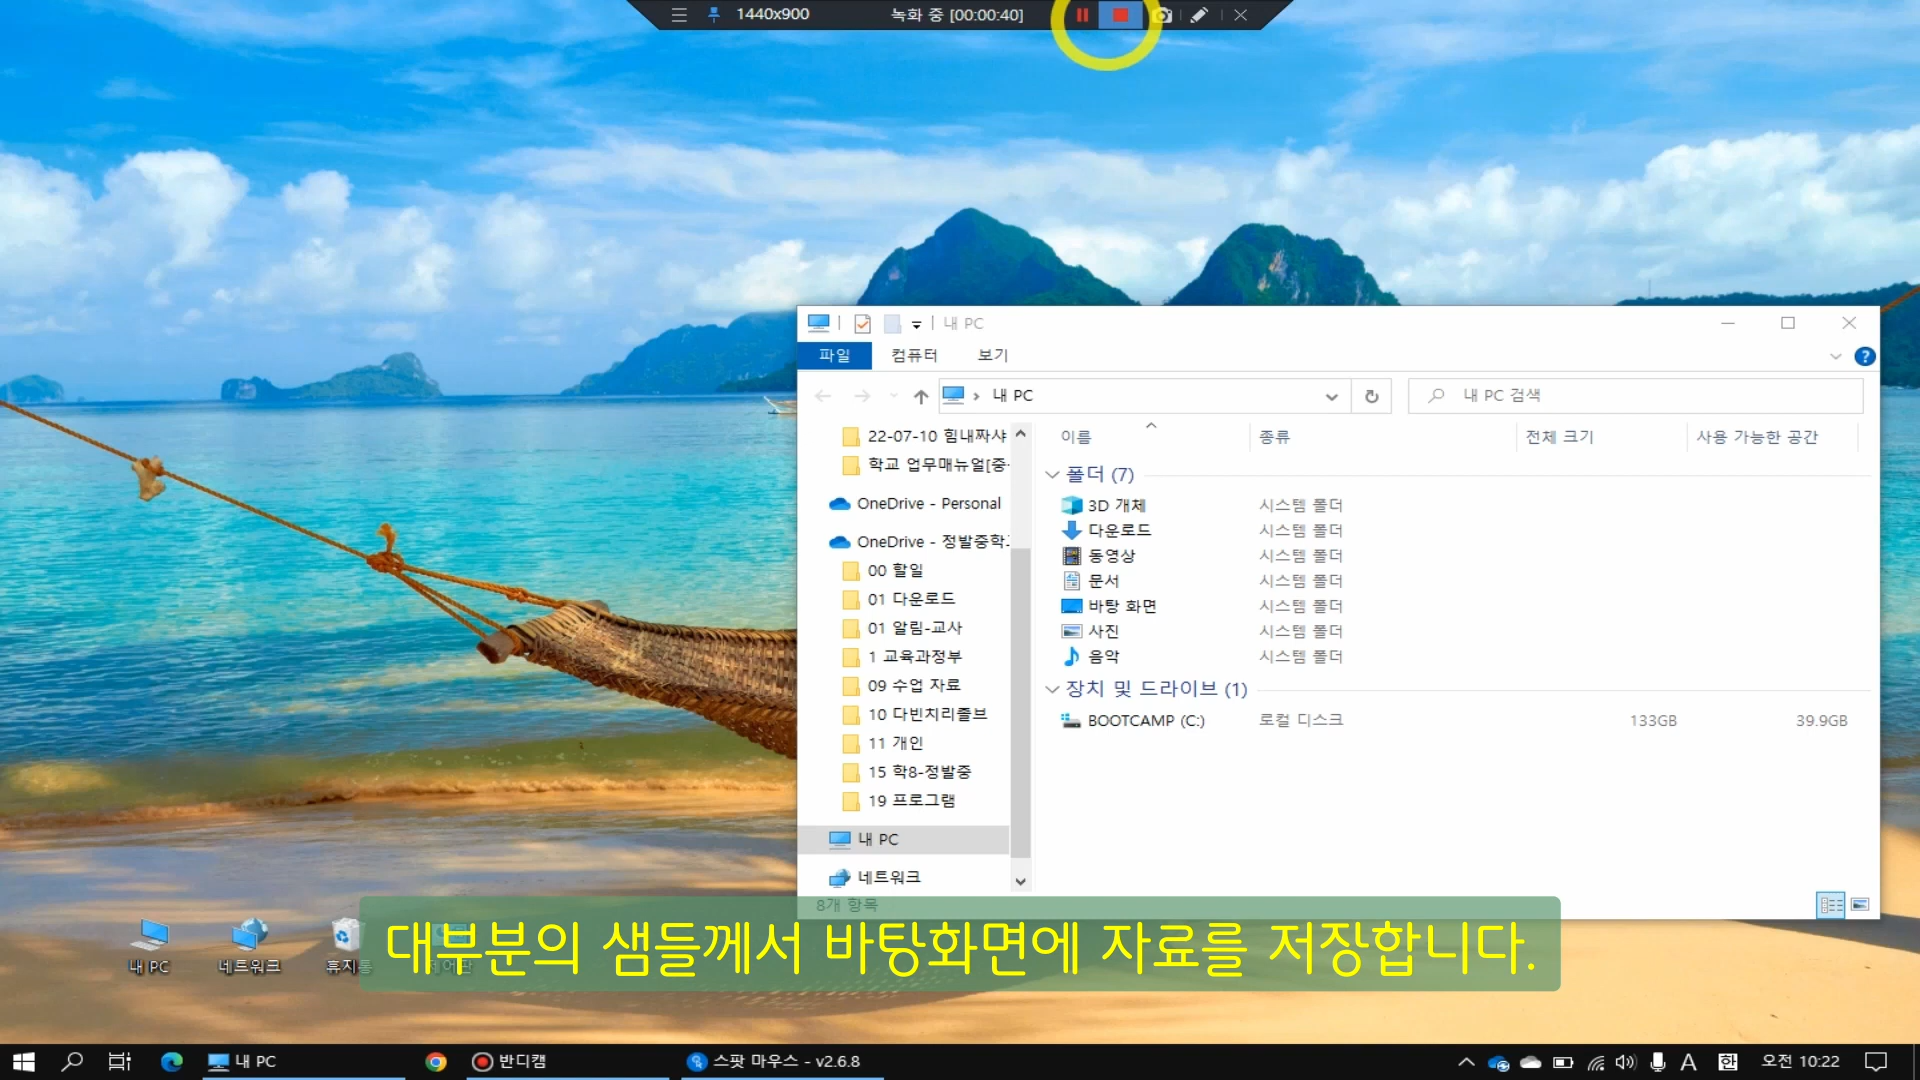 1440x900
녹화 중 [00:00:40]
내 PC
파일 컴퓨터 보기
내 PC
내 PC 검색
22-07-10 힘내짜샤
학교 업무매뉴얼[중
OneDrive - Personal
OneDrive - 정발중학
00 할일
01 다운로드
01 알림-교사
1 교육과정부
09 수업 자료
10 다빈치리졸브
11 개인
15 학8-정발중
19 프로그램
내 PC
네트워크
이름 종류 전체 크기 사용 가능한 공간
폴더 (7)
3D 개체 시스템 폴더
다운로드 시스템 폴더
동영상 시스템 폴더
문서 시스템 폴더
바탕 화면 시스템 폴더
사진 시스템 폴더
음악 시스템 폴더
장치 및 드라이브 (1)
BOOTCAMP (C:) 로컬 디스크 133GB 39.9GB
8개 항목
내 PC 네트워크 휴지통 제어판
대부분의 샘들께서 바탕화면에 자료를 저장합니다.
내 PC 반디캠 스팟 마우스 - v2.6.8 A 한 오전 10:22